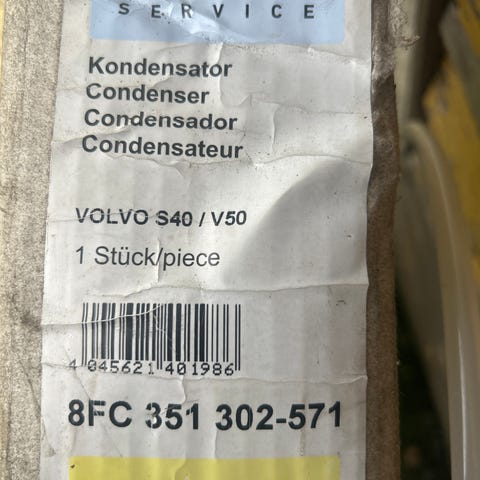 SERVICE
Kondensator
Condenser
Condensador
Condensateur
VOLVO S40 / V50
1 Stück/piece
4 045621 401986
8FC 351 302-571